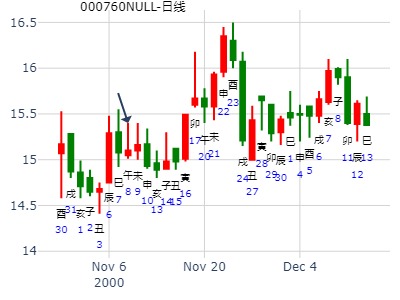 000760NULL-日线
16.5
16
15.5
15
14.5
14
酉
30
戌
31
亥
1
子
2
丑
3
辰
6
巳
7
午
8
未
9
申
10
亥
13
子
14
丑
15
寅
16
卯
17
午
20
未
21
申
22
酉
23
戌
24
丑
27
寅
28
卯
29
辰
30
巳
1
申
4
酉
5
戌
6
亥
7
子
8
卯
11
辰
12
巳
13
Nov 6
2000
Nov 20
Dec 4